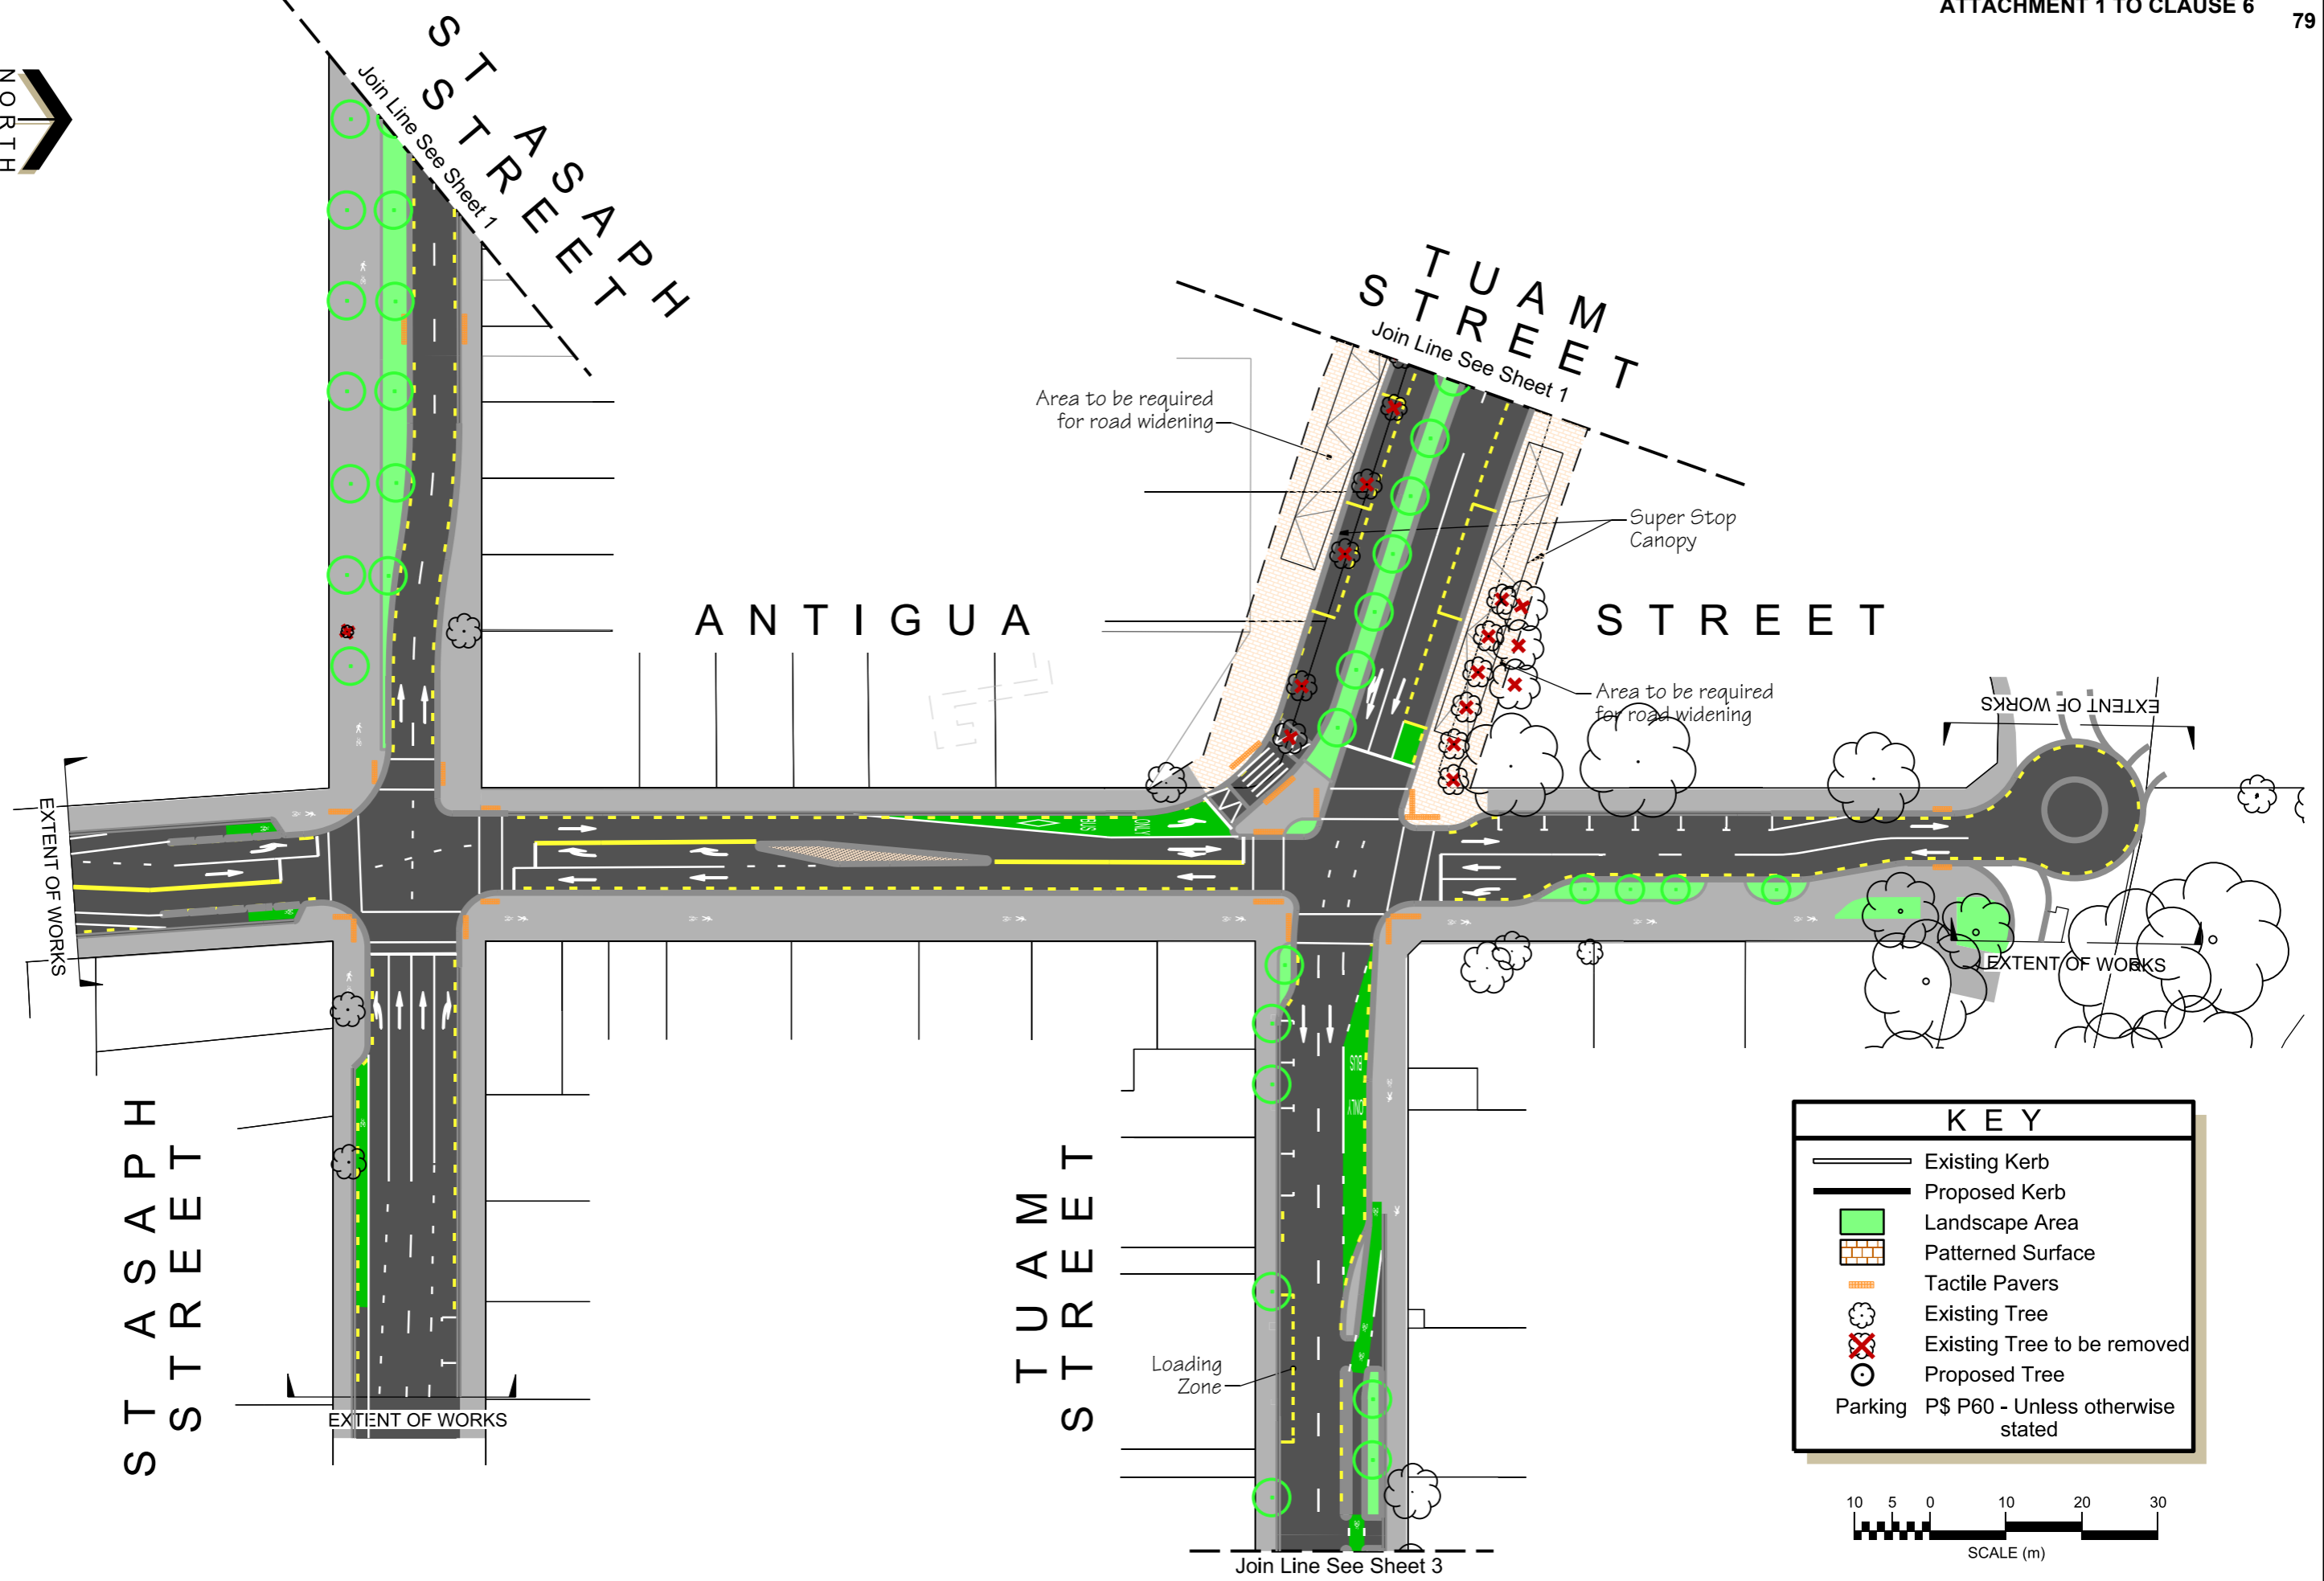 ATTACHMENT 1 TO CLAUSE 6
79
NORTH
ST ASAPH
STREET
Join Line See Sheet 1
TUAM
STREET
Join Line See Sheet 1
Area to be required
for road widening
Super Stop
Canopy
ANTIGUA
STREET
Area to be required
for road widening
EXTENT OF WORKS
EXTENT OF WORKS
BUS
ONLY
EXTENT OF WORKS
BUS
ONLY
ST ASAPH
STREET
EXTENT OF WORKS
TUAM
STREET
Loading
Zone
Join Line See Sheet 3
KEY
Existing Kerb
Proposed Kerb
Landscape Area
Patterned Surface
Tactile Pavers
Existing Tree
Existing Tree to be removed
Proposed Tree
Parking P$ P60 - Unless otherwise
stated
10 5 0 10 20 30
SCALE (m)